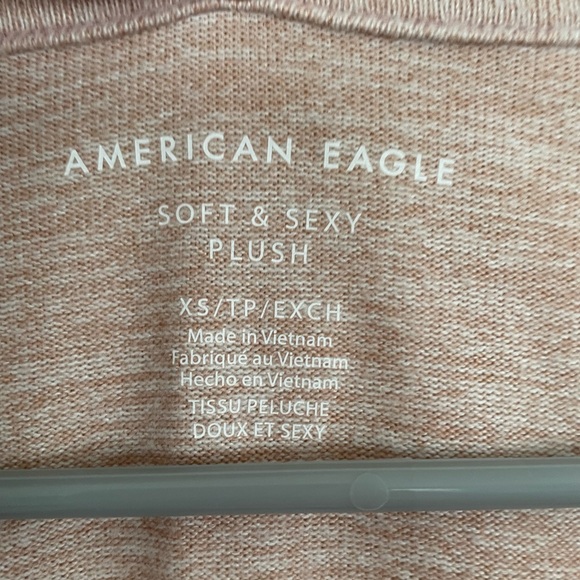 AMERICAN EAGLE
SOFT & SEXY
PLUSH
XS/TP/EXCH
Made in Vietnam
Fabriqué au Vietnam
Hecho en Vietnam
TISSU PELUCHE
DOUX ET SEXY